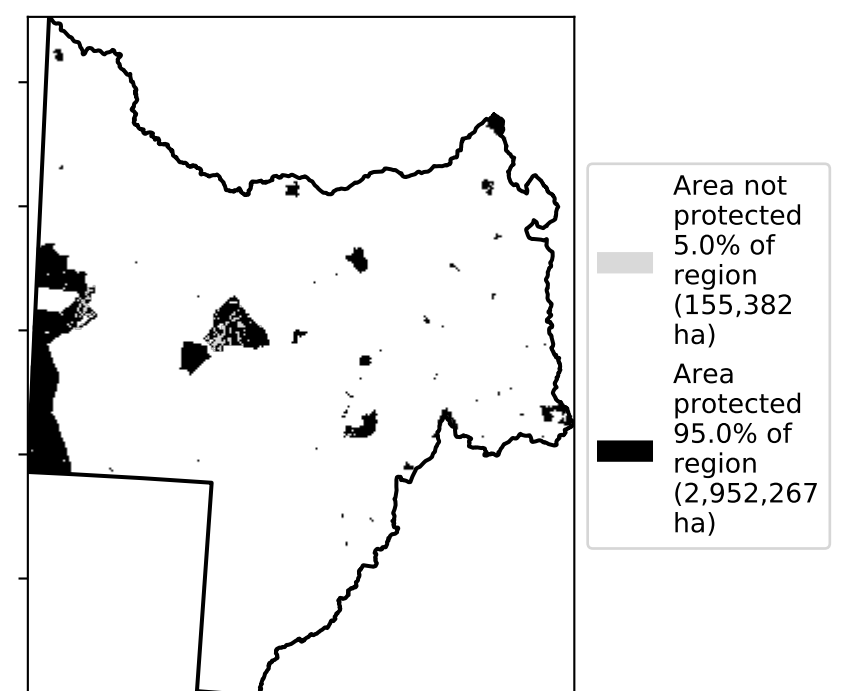 Area not
protected
5.0% of
region
(155,382
ha)
Area
protected
95.0% of
region
(2,952,267
ha)